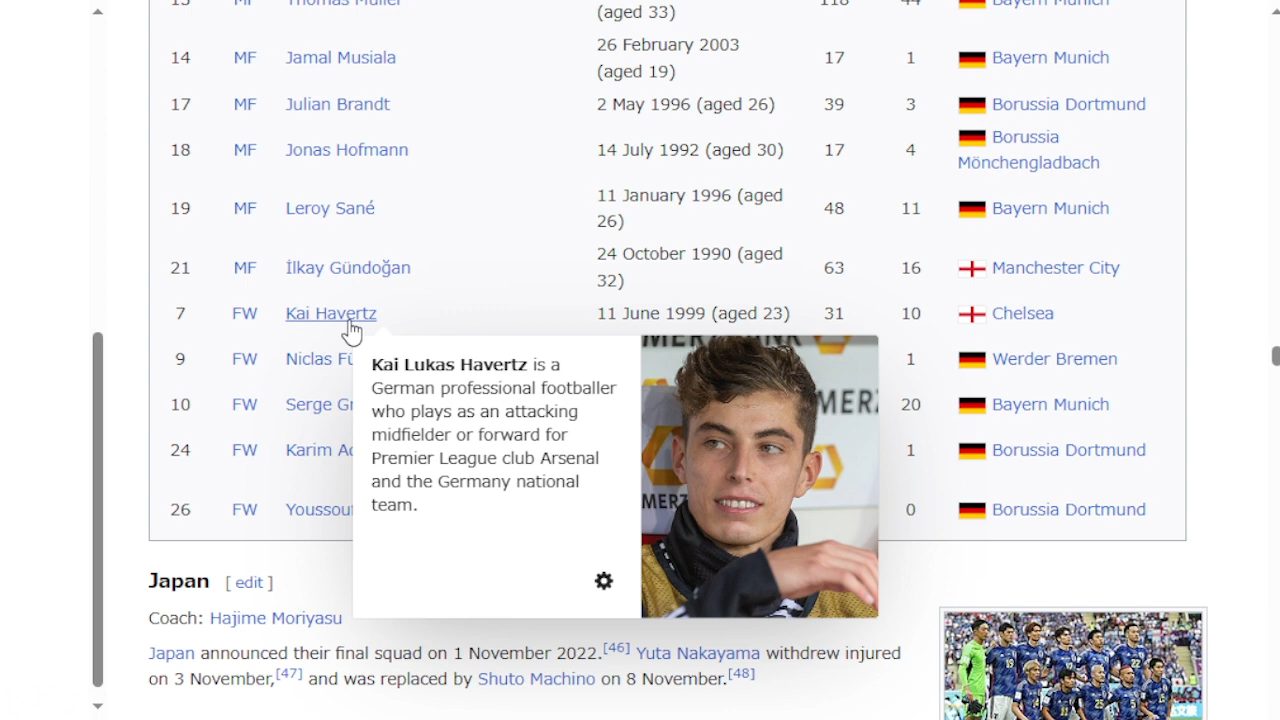 (aged 33)
26 February 2003
14 MF Jamal Musiala 17 1 Bayern Munich
(aged 19)
17 MF Julian Brandt 2 May 1996 (aged 26) 39 3 Borussia Dortmund
Borussia
18 MF Jonas Hofmann 14 July 1992 (aged 30) 17 4
Mönchengladbach
11 January 1996 (aged
19 MF Leroy Sané 48 11 Bayern Munich
26)
24 October 1990 (aged
21 MF İlkay Gündoğan 63 16 Manchester City
32)
7 FW Kai Havertz 11 June 1999 (aged 23) 31 10 Chelsea
9 FW Niclas Fü 1 Werder Bremen
10 FW Serge Gn 20 Bayern Munich
24 FW Karim Ad 1 Borussia Dortmund
26 FW Youssouf 0 Borussia Dortmund
Kai Lukas Havertz is a
German professional footballer
who plays as an attacking
midfielder or forward for
Premier League club Arsenal
and the Germany national
team.
Japan [ edit ]
Coach: Hajime Moriyasu
Japan announced their final squad on 1 November 2022.[46] Yuta Nakayama withdrew injured
on 3 November,[47] and was replaced by Shuto Machino on 8 November.[48]